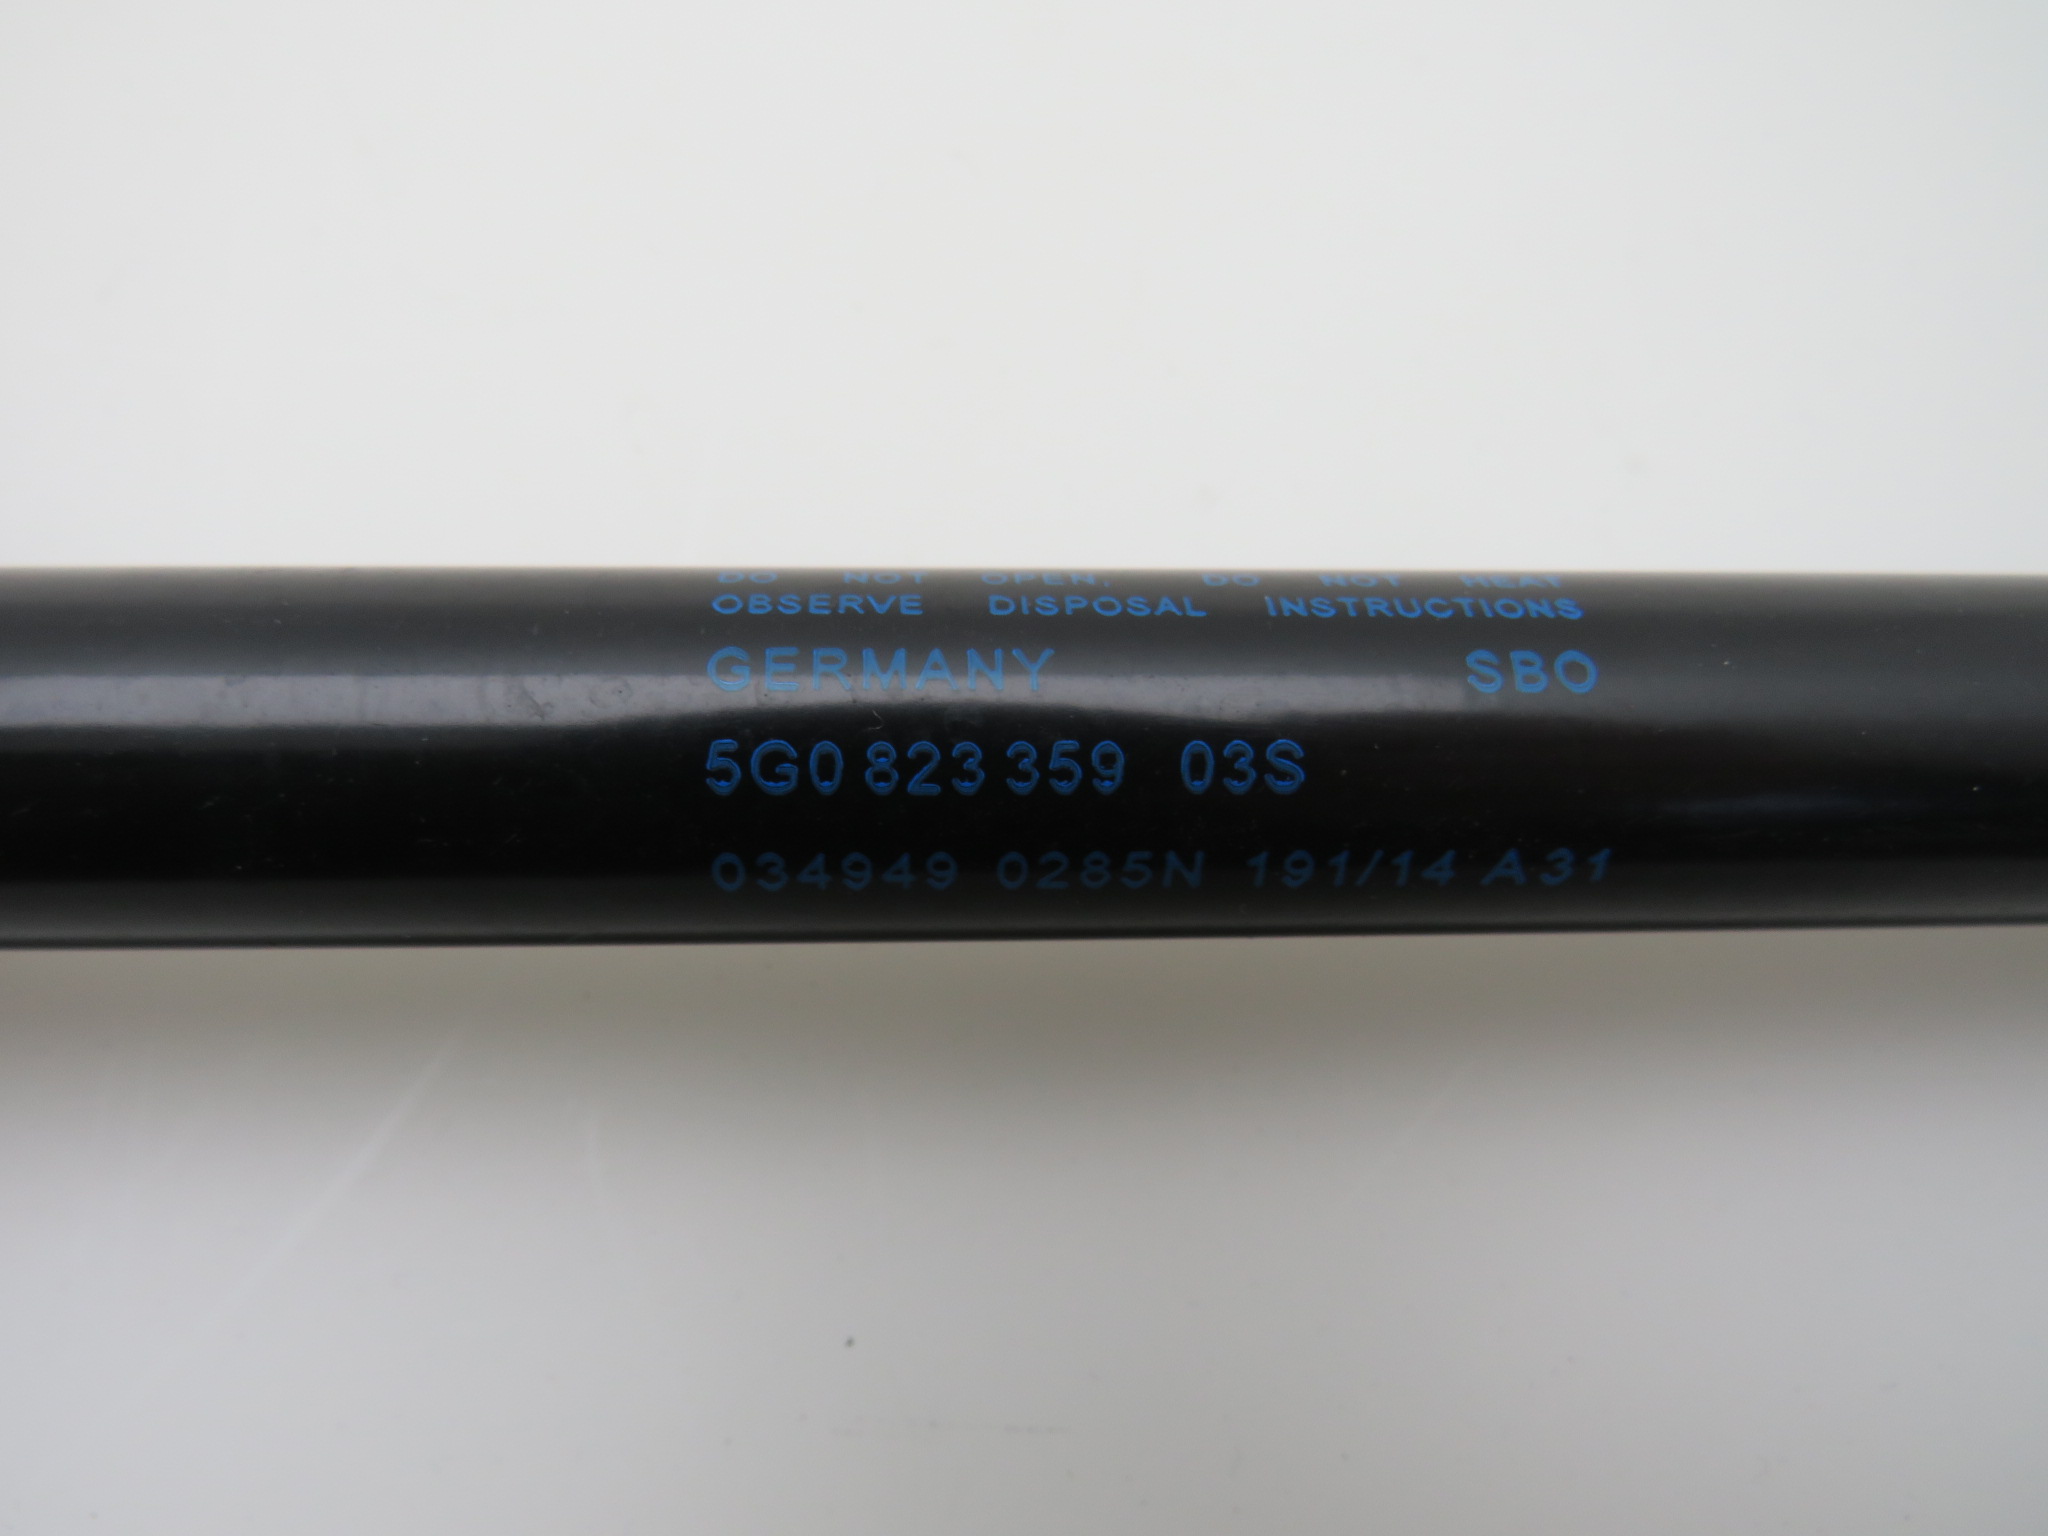 DO NOT OPEN, DO NOT HEAT
OBSERVE DISPOSAL INSTRUCTIONS
GERMANY SBO
5G0 823 359 03S
034949 0285N 191/14 A31